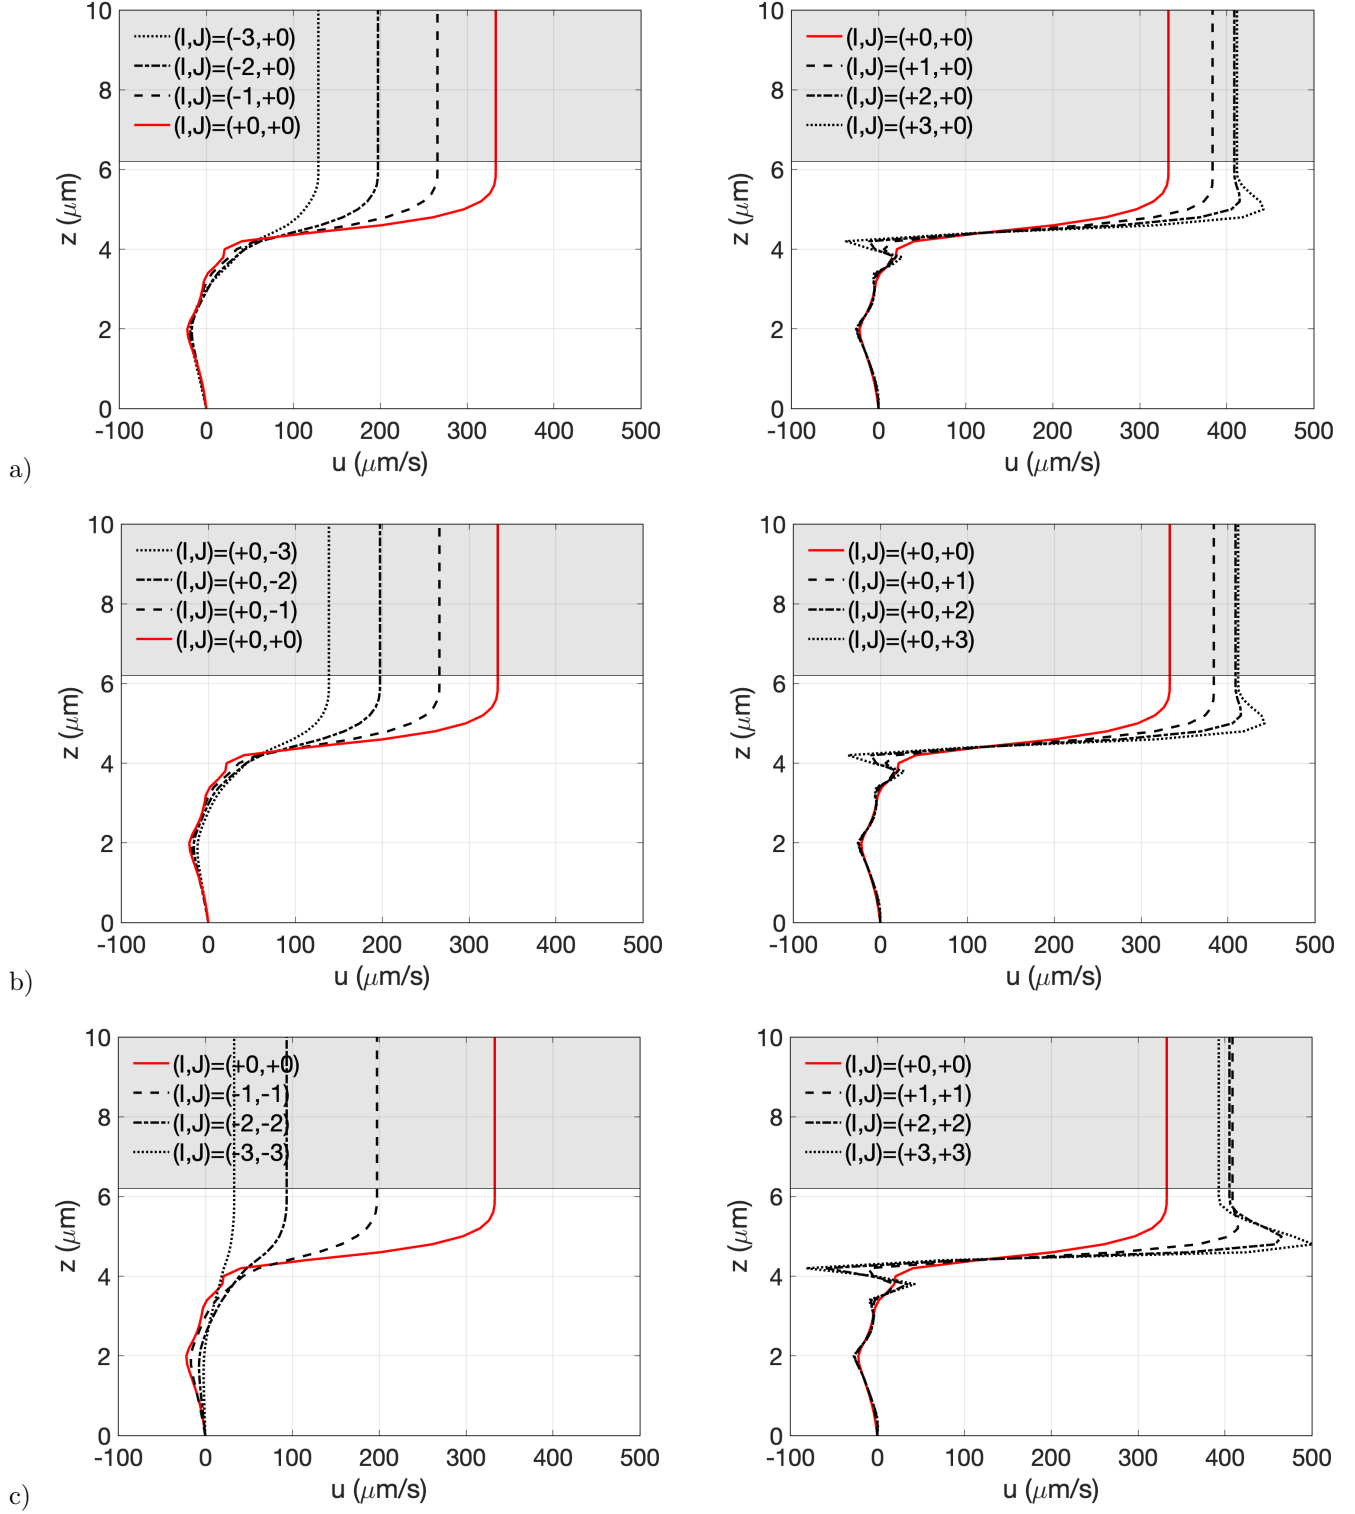 10
8
6
4
2
0
z (μm)
(I,J)=(-3,+0)
(I,J)=(-2,+0)
(I,J)=(-1,+0)
(I,J)=(+0,+0)
-100 0 100 200 300 400 500
u (μm/s)
10
8
6
4
2
0
z (μm)
(I,J)=(+0,+0)
(I,J)=(+1,+0)
(I,J)=(+2,+0)
(I,J)=(+3,+0)
-100 0 100 200 300 400 500
u (μm/s)
a)
10
8
6
4
2
0
z (μm)
(I,J)=(+0,-3)
(I,J)=(+0,-2)
(I,J)=(+0,-1)
(I,J)=(+0,+0)
-100 0 100 200 300 400 500
u (μm/s)
10
8
6
4
2
0
z (μm)
(I,J)=(+0,+0)
(I,J)=(+0,+1)
(I,J)=(+0,+2)
(I,J)=(+0,+3)
-100 0 100 200 300 400 500
u (μm/s)
b)
10
8
6
4
2
0
z (μm)
(I,J)=(+0,+0)
(I,J)=(-1,-1)
(I,J)=(-2,-2)
(I,J)=(-3,-3)
-100 0 100 200 300 400 500
u (μm/s)
10
8
6
4
2
0
z (μm)
(I,J)=(+0,+0)
(I,J)=(+1,+1)
(I,J)=(+2,+2)
(I,J)=(+3,+3)
-100 0 100 200 300 400 500
u (μm/s)
c)